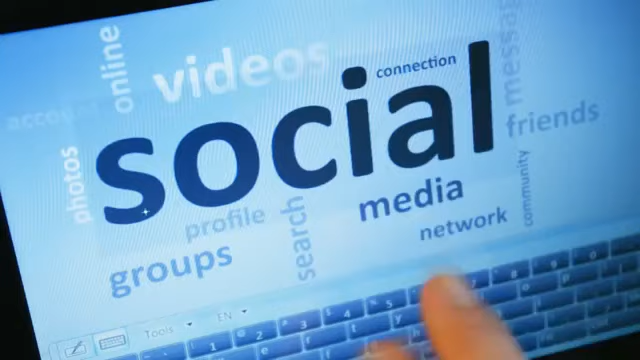 online
videos
connection
social
friends
photos
community
media
profile
search
network
groups
Tools
EN